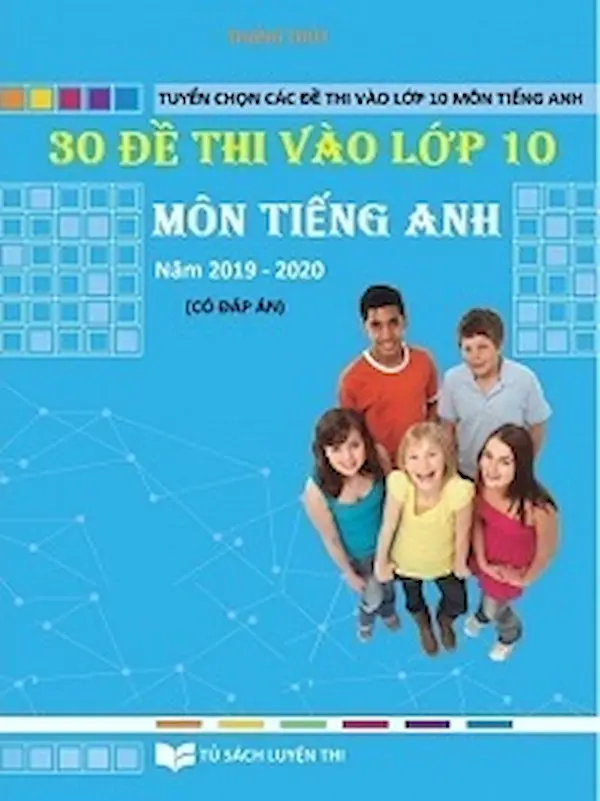 TUYỂN CHỌN CÁC ĐỀ THI VÀO LỚP 10 MÔN TIẾNG ANH
30 ĐỀ THI VÀO LỚP 10
MÔN TIẾNG ANH
Năm 2019 - 2020
(CÓ ĐÁP ÁN)
TỦ SÁCH LUYỆN THI